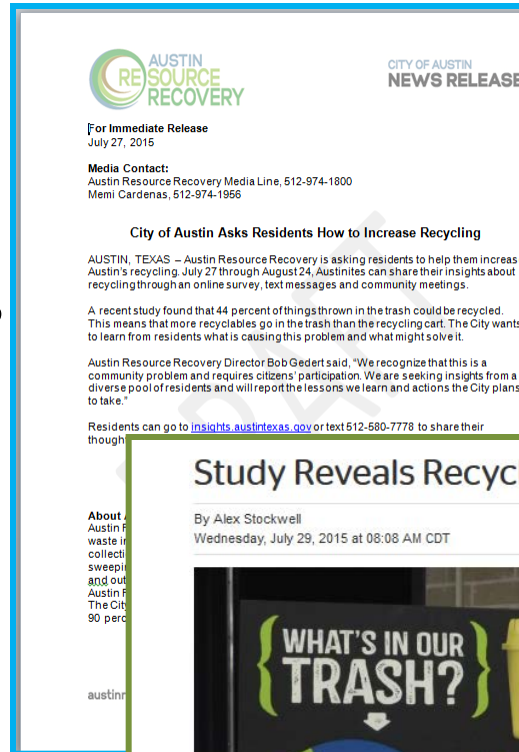 AUSTIN
RESOURCE
RECOVERY
CITY OF AUSTIN
NEWS RELEASE
For Immediate Release
July 27, 2015
Media Contact:
Austin Resource Recovery Media Line, 512-974-1800
Memi Cardenas, 512-974-1956
City of Austin Asks Residents How to Increase Recycling
AUSTIN, TEXAS – Austin Resource Recovery is asking residents to help them increas
Austin's recycling. July 27 through August 24, Austinites can share their insights about
recycling through an online survey, text messages and community meetings.
A recent study found that 44 percent of things thrown in the trash could be recycled.
This means that more recyclables go in the trash than the recycling cart. The City wants
to learn from residents what is causing this problem and what might solve it.
Austin Resource Recovery Director Bob Gedert said, "We recognize that this is a
community problem and requires citizens' participation. We are seeking insights from a
diverse pool of residents and will report the lessons we learn and actions the City plans
to take."
Residents can go to insights.austintexas.gov or text 512-580-7778 to share their
though
About
Austin
waste
collecti
sweepi
and out
Austin
The City
90 perc
austinr
DRAFT
Study Reveals Recyc
By Alex Stockwell
Wednesday, July 29, 2015 at 08:08 AM CDT
WHAT'S IN OUR
TRASH?